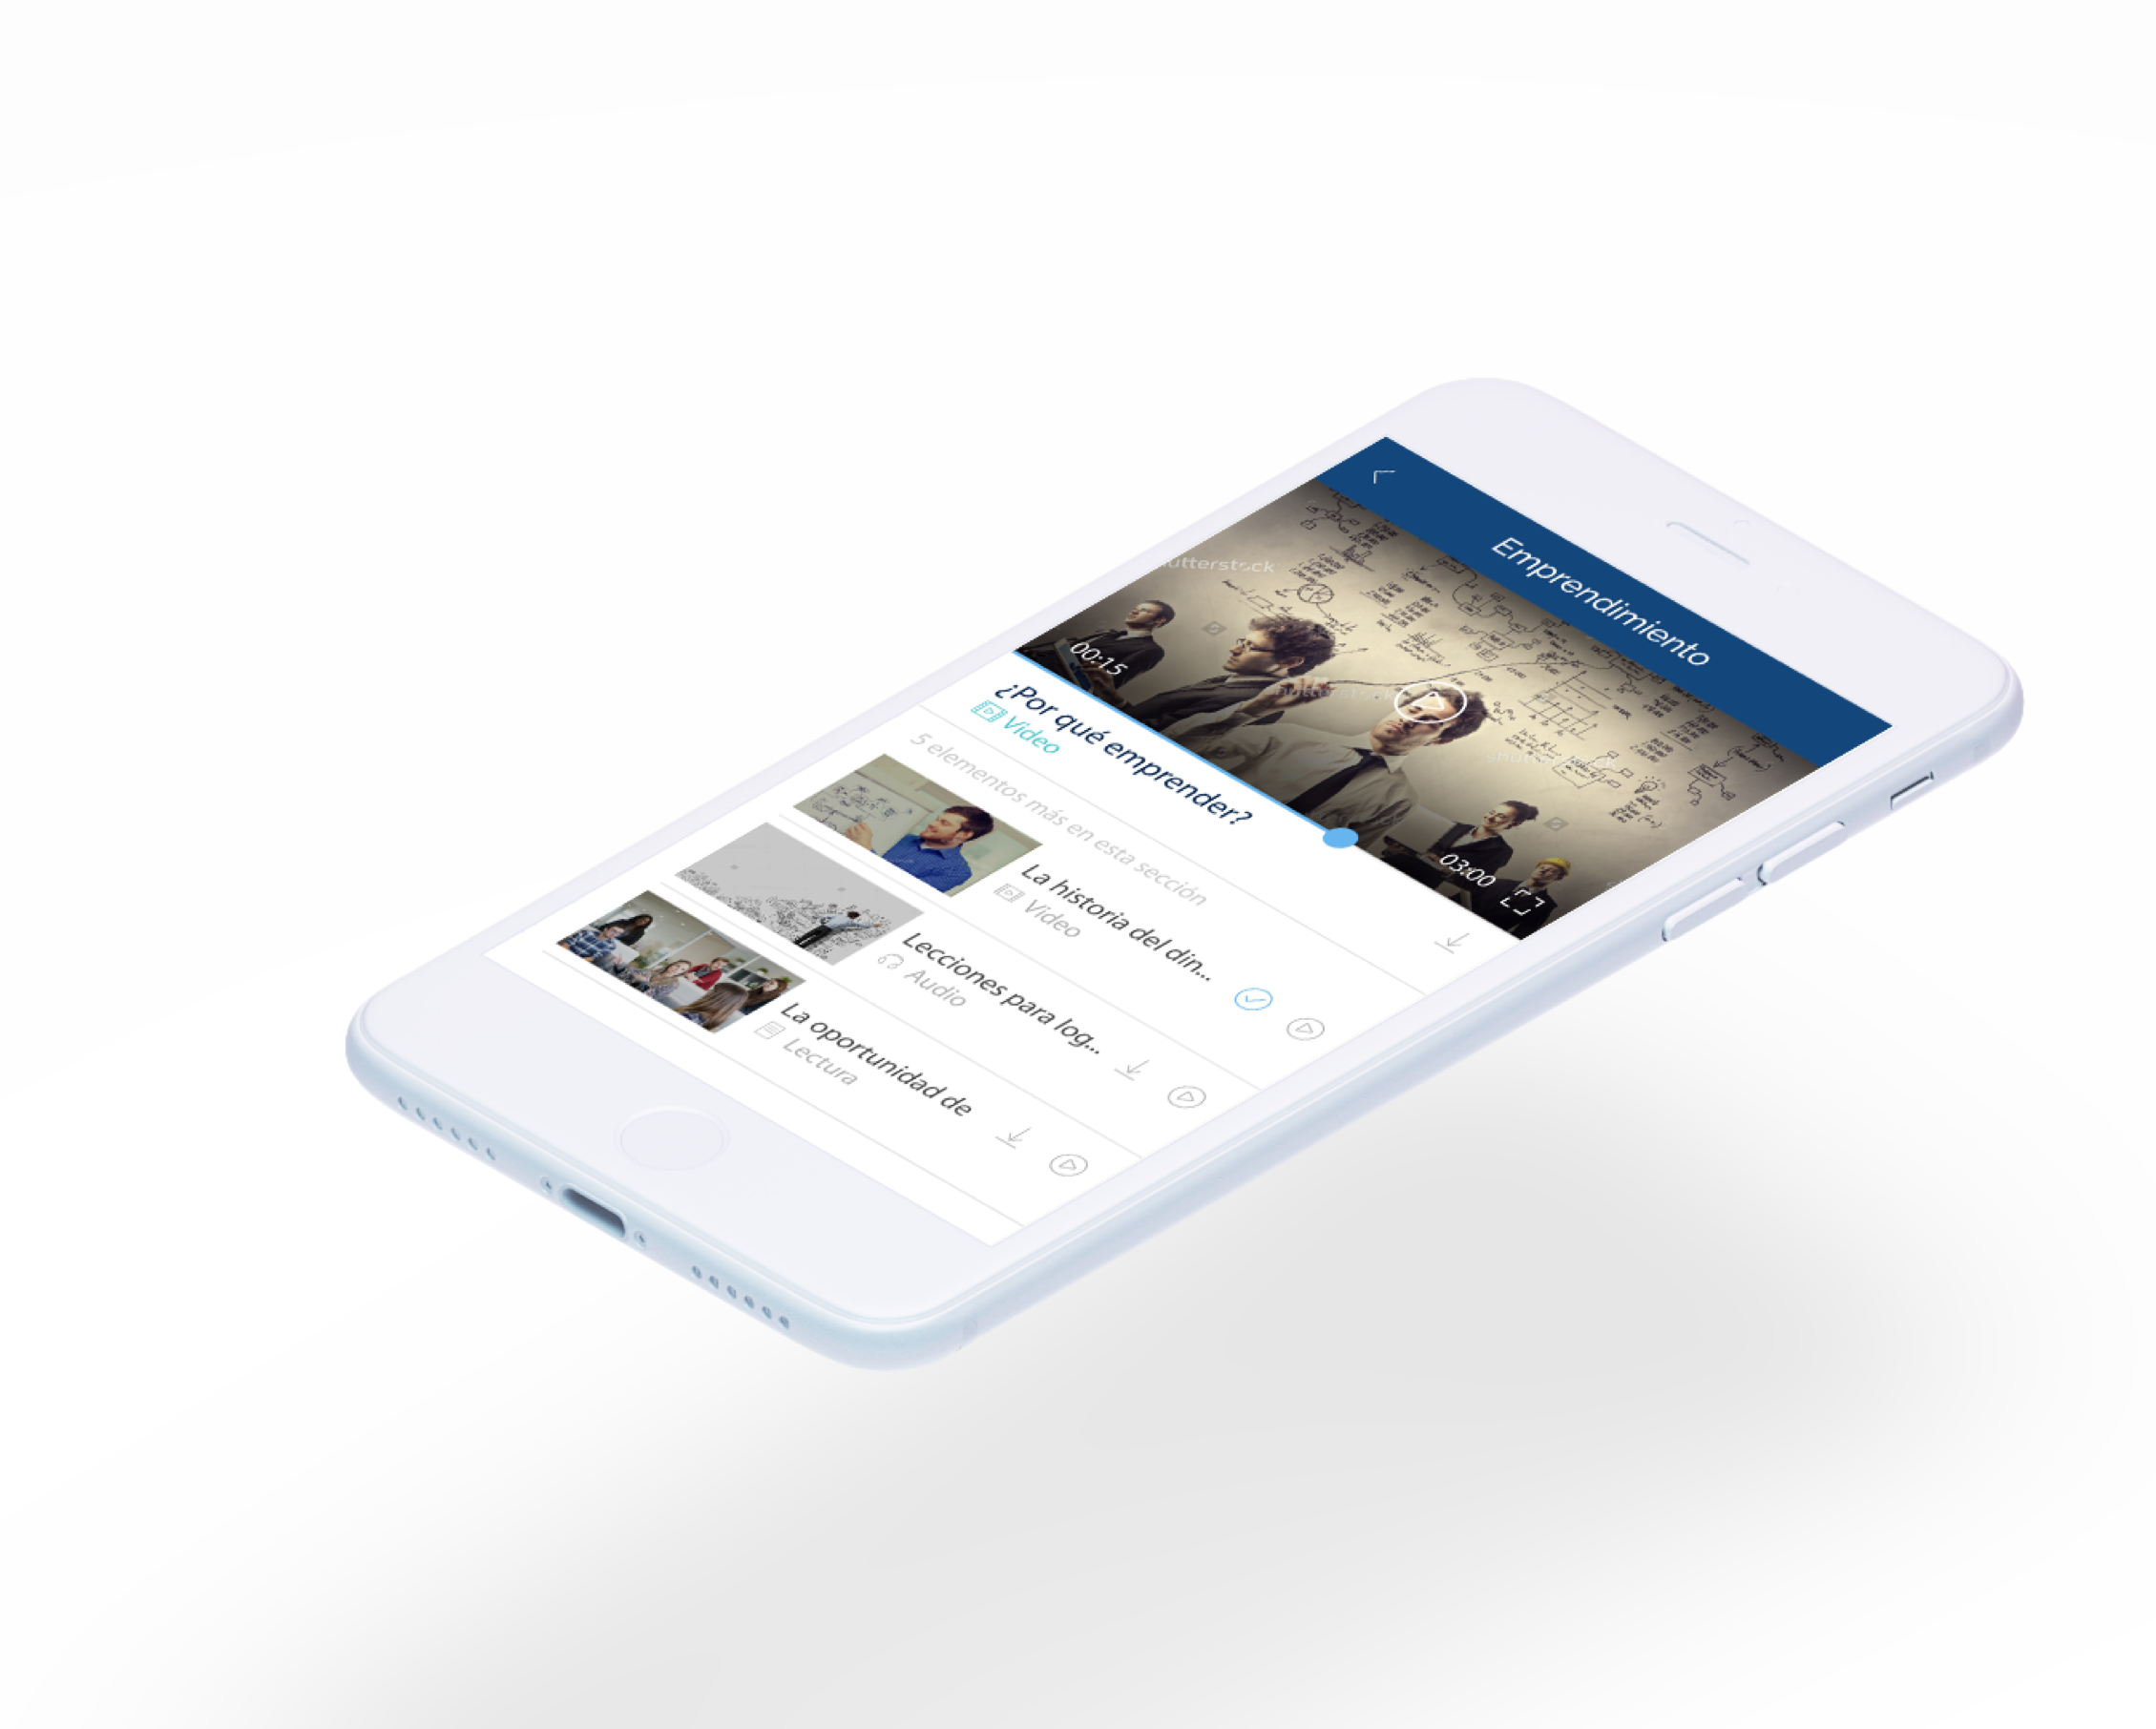 Emprendimiento
shutterstock
shutterstock
00:15
03:00
¿Por qué emprender?
Video
5 elementos más en esta sección
La historia del din...
Video
Lecciones para log...
Audio
La oportunidad de
Lectura